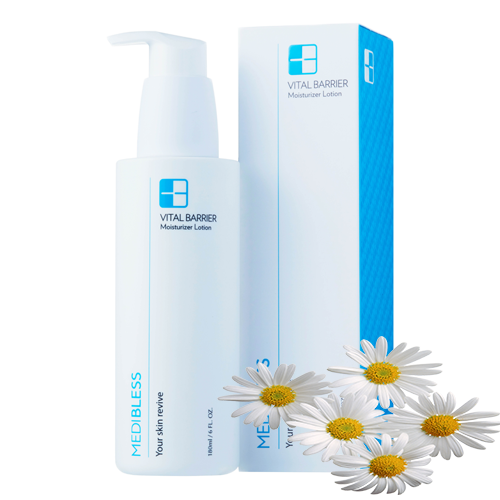 VITAL BARRIER
Moisturizer Lotion
MEDIBLESS
Your skin revive
180ml / 6 FL. OZ.
VITAL BARRIER
Moisturizer Lotion